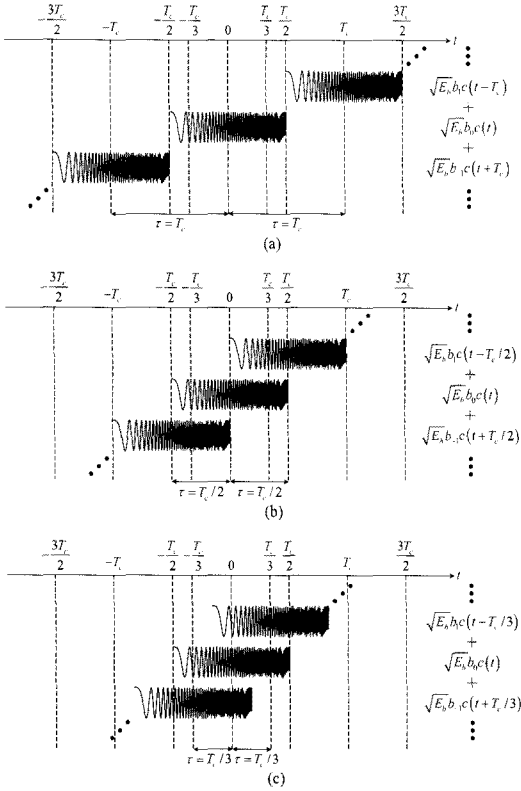 -3T_c/2 -T_c -T_c/2 -T_c/3 0 T_c/3 T_c/2 T_c 3T_c/2
t
√E_b b_1 c(t-T_c)
+
√E_b b_0 c(t)
+
√E_b b_-1 c(t+T_c)
τ=T_c τ=T_c
(a)
-3T_c/2 -T_c -T_c/2 -T_c/3 0 T_c/3 T_c/2 T_c 3T_c/2
t
√E_b b_1 c(t-T_c/2)
+
√E_b b_0 c(t)
+
√E_b b_-1 c(t+T_c/2)
τ=T_c/2 τ=T_c/2
(b)
-3T_c/2 -T_c -T_c/2 -T_c/3 0 T_c/3 T_c/2 T_c 3T_c/2
t
√E_b b_1 c(t-T_c/3)
+
√E_b b_0 c(t)
+
√E_b b_-1 c(t+T_c/3)
τ=T_c/3 τ=T_c/3
(c)